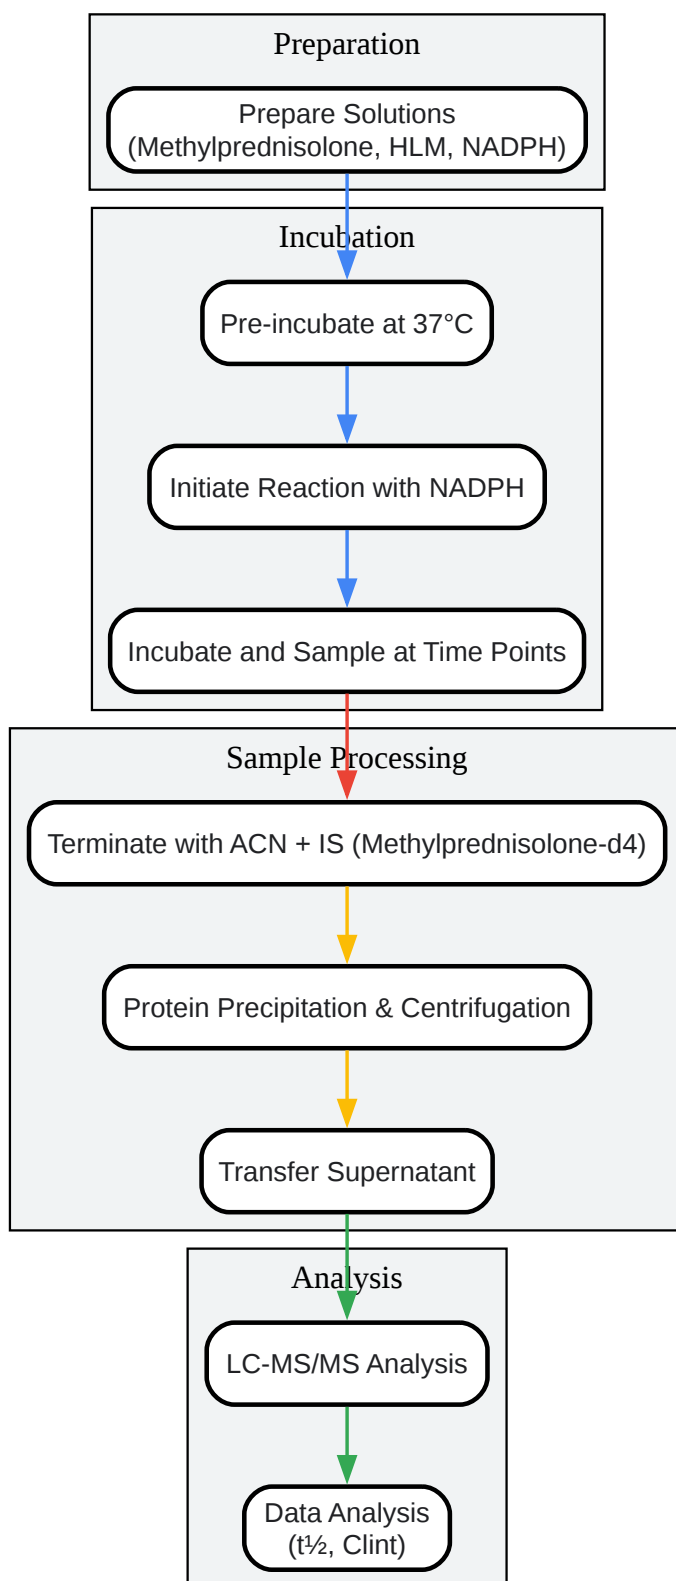 Preparation
Prepare Solutions
(Methylprednisolone, HLM, NADPH)
Incubation
Pre-incubate at 37°C
Initiate Reaction with NADPH
Incubate and Sample at Time Points
Sample Processing
Terminate with ACN + IS (Methylprednisolone-d4)
Protein Precipitation & Centrifugation
Transfer Supernatant
Analysis
LC-MS/MS Analysis
Data Analysis
(t½, Clint)